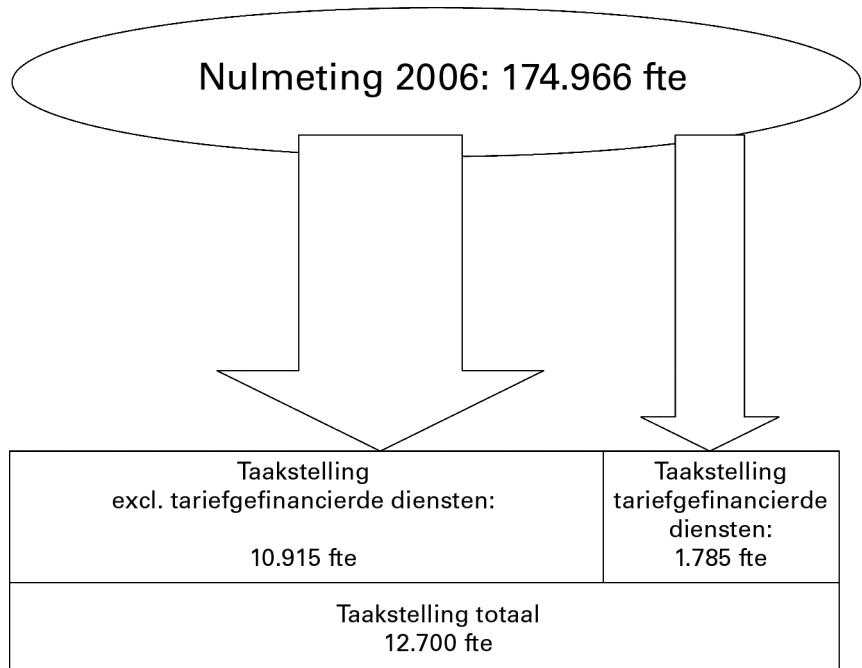 Nulmeting 2006: 174.966 fte
Taakstelling
excl. tariefgefinancierde diensten:
10.915 fte
Taakstelling
tariefgefinancierde
diensten:
1.785 fte
Taakstelling totaal
12.700 fte